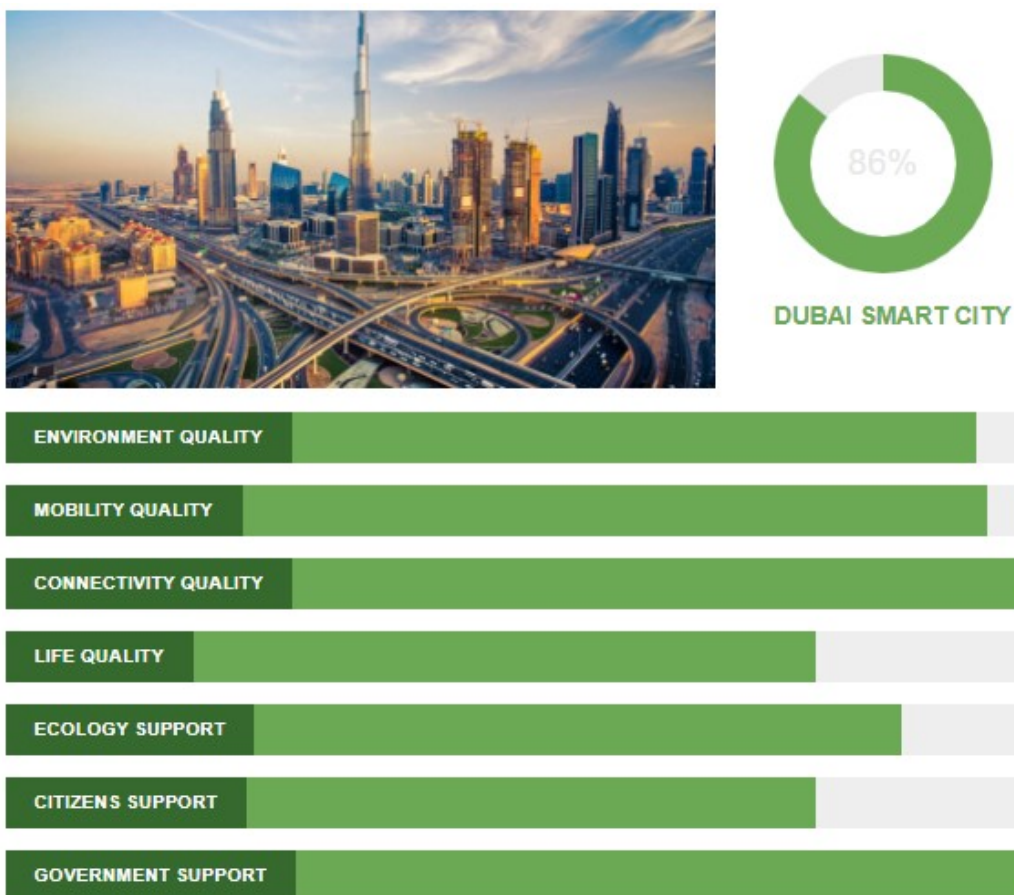 86%
DUBAI SMART CITY
ENVIRONMENT QUALITY
MOBILITY QUALITY
CONNECTIVITY QUALITY
LIFE QUALITY
ECOLOGY SUPPORT
CITIZENS SUPPORT
GOVERNMENT SUPPORT